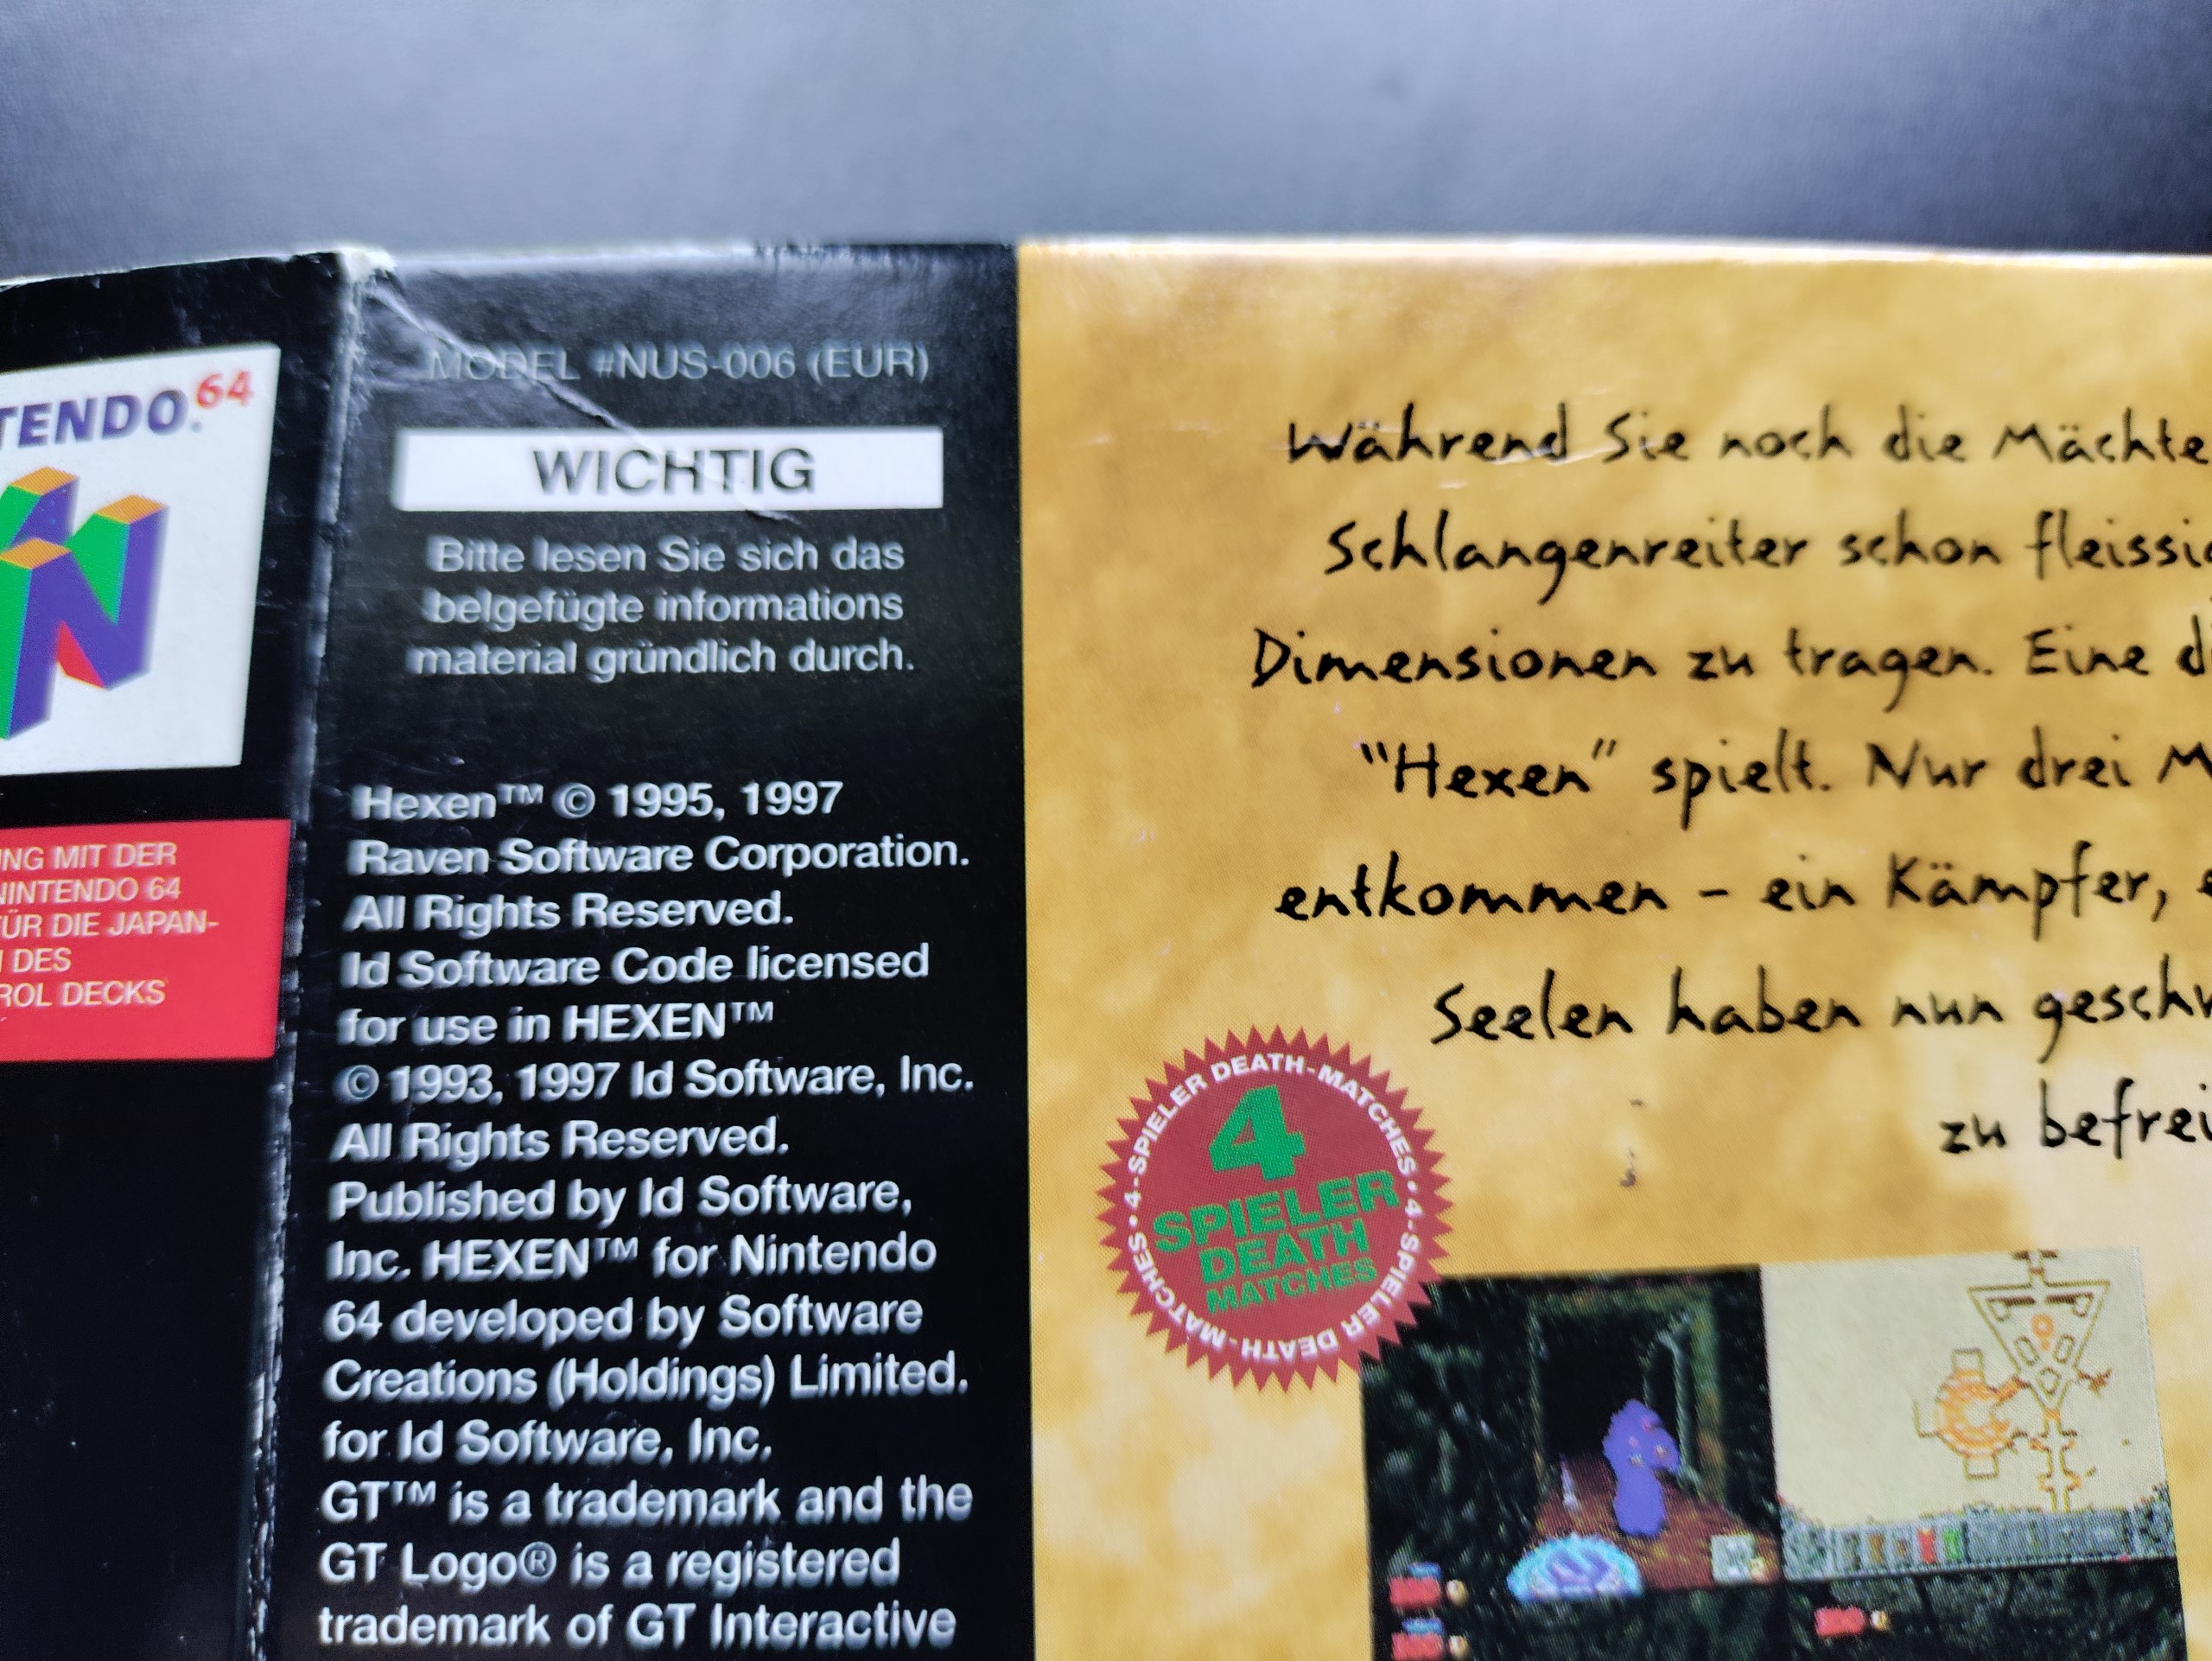 TENDO.64
ING MIT DER
NINTENDO 64
FÜR DIE JAPAN-
DES
ROL DECKS
MODEL #NUS-006 (EUR)
WICHTIG
Bitte lesen Sie sich das
belgefügte informations
material gründlich durch.
Hexen™ © 1995, 1997
Raven Software Corporation.
All Rights Reserved.
Id Software Code licensed
for use in HEXEN™
© 1993, 1997 Id Software, Inc.
All Rights Reserved.
Published by Id Software,
Inc. HEXEN™ for Nintendo
64 developed by Software
Creations (Holdings) Limited.
for Id Software, Inc.
GT™ is a trademark and the
GT Logo® is a registered
trademark of GT Interactive
Während Sie noch die Mächte
Schlangenreiter schon fleissi
Dimensionen zu tragen. Eine di
"Hexen" spielt. Nur drei M
entkommen - ein Kämpfer, e
Seelen haben nun gesch
zu befrei
4-SPIELER DEATH-MATCHES • 4-SPIELER DEATH-MATCHES •
4
SPIELER
DEATH
MATCHES